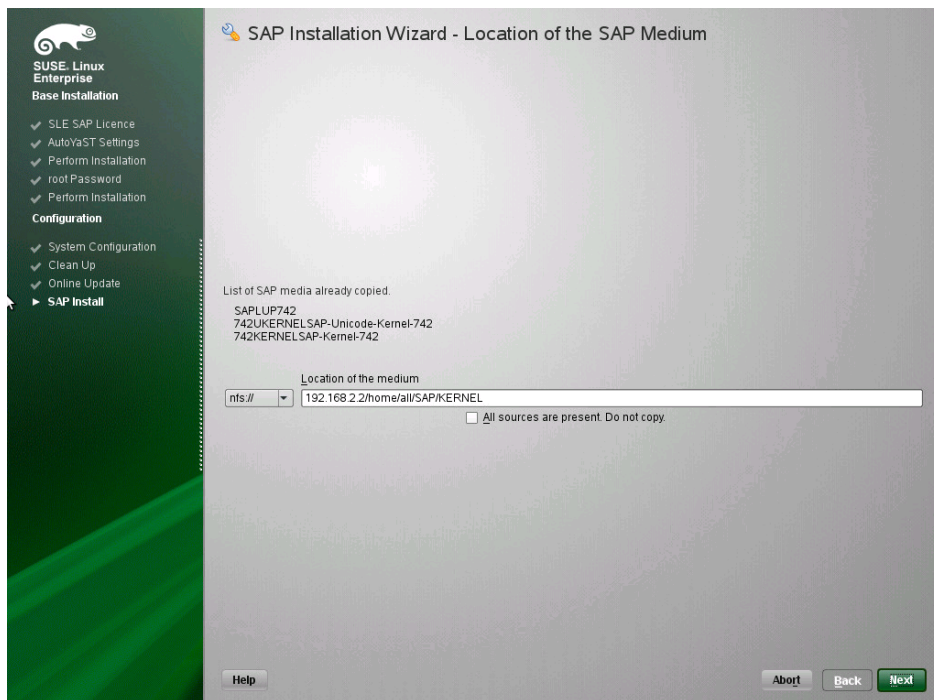 SUSE. Linux
Enterprise
Base Installation
SLE SAP Licence
AutoYaST Settings
Perform Installation
root Password
Perform Installation
Configuration
System Configuration
Clean Up
Online Update
SAP Install
SAP Installation Wizard - Location of the SAP Medium
List of SAP media already copied.
SAPLUP742
742UKERNELSAP-Unicode-Kernel-742
742KERNELSAP-Kernel-742
Location of the medium
nfs:// 192.168.2.2/home/all/SAP/KERNEL
All sources are present. Do not copy.
Help Abort Back Next